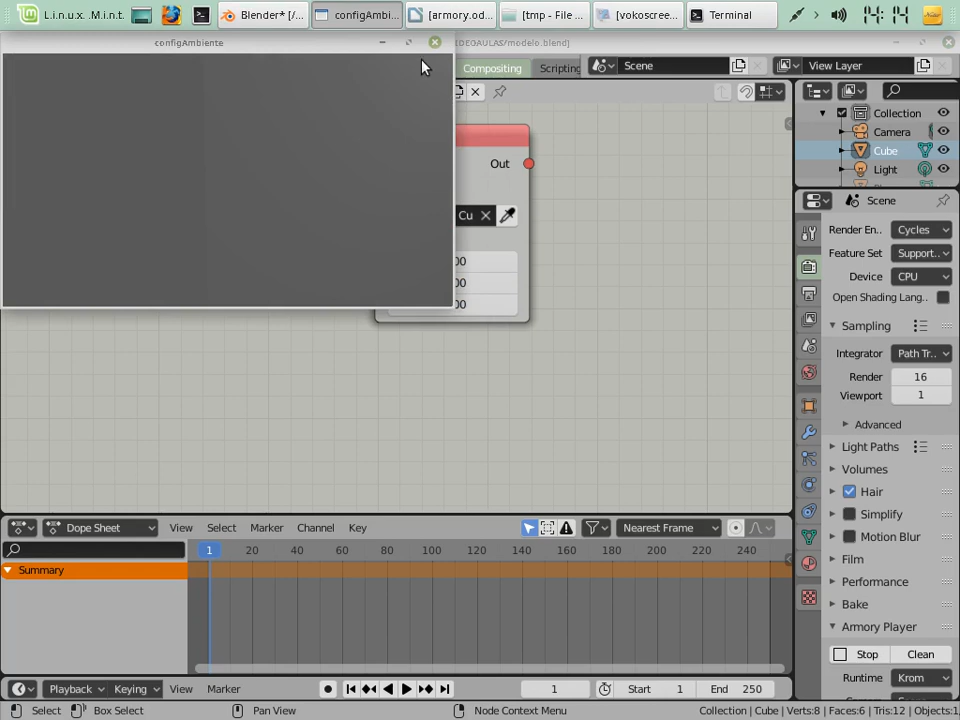 L.i.n.u.x. .M.i.n.t.
Blender* [/...
configAmbi...
[armory.od...
[tmp - File ...
[vokoscree...
Terminal
14:14
configAmbiente
DEOAULAS/modelo.blend]
Compositing
Scripting
Scene
View Layer
Out
Cu
00
00
00
Collection
Camera
Cube
Light
Scene
Render En..
Cycles
Feature Set
Support..
Device
CPU
Open Shading Lang..
Sampling
Integrator
Path Tr..
Render
16
Viewport
1
Advanced
Light Paths
Volumes
Hair
Simplify
Motion Blur
Film
Performance
Bake
Armory Player
Stop
Clean
Runtime
Krom
Dope Sheet
View
Select
Marker
Channel
Key
Nearest Frame
1 20 40 60 80 100 120 140 160 180 200 220 240
Summary
Playback
Keying
View
Marker
1
Start 1
End 250
Select
Box Select
Pan View
Node Context Menu
Collection | Cube | Verts:8 | Faces:6 | Tris:12 | Objects:1